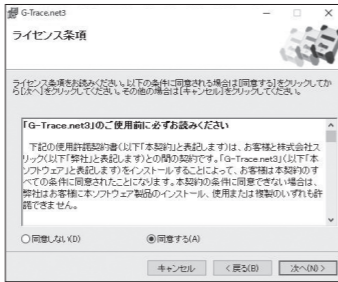 G-Trace.net3
ライセンス条項
ライセンス条項をお読みください。以下の条件に同意される場合は[同意する]をクリックしてか
ら[次へ]をクリックしてください。その他の場合は[キャンセル]をクリックしてください。
「G-Trace.net3」のご使用前に必ずお読みください
下記の使用許諾契約書(以下「本契約」と表記します)は、お客様と株式会社ス
リック(以下「弊社」と表記します)との間の契約です。「G-Trace.net3」(以下「本
ソフトウェア」と表記します)をインストールすることによって、お客様は本契約のす
べての条件に同意されたことになります。本契約の条件に同意できない場合は、
弊社はお客様に本ソフトウェア製品のインストール、使用または複製のいずれも許
諾できません。
同意しない(D) 同意する(A)
キャンセル < 戻る(B) 次へ(N) >